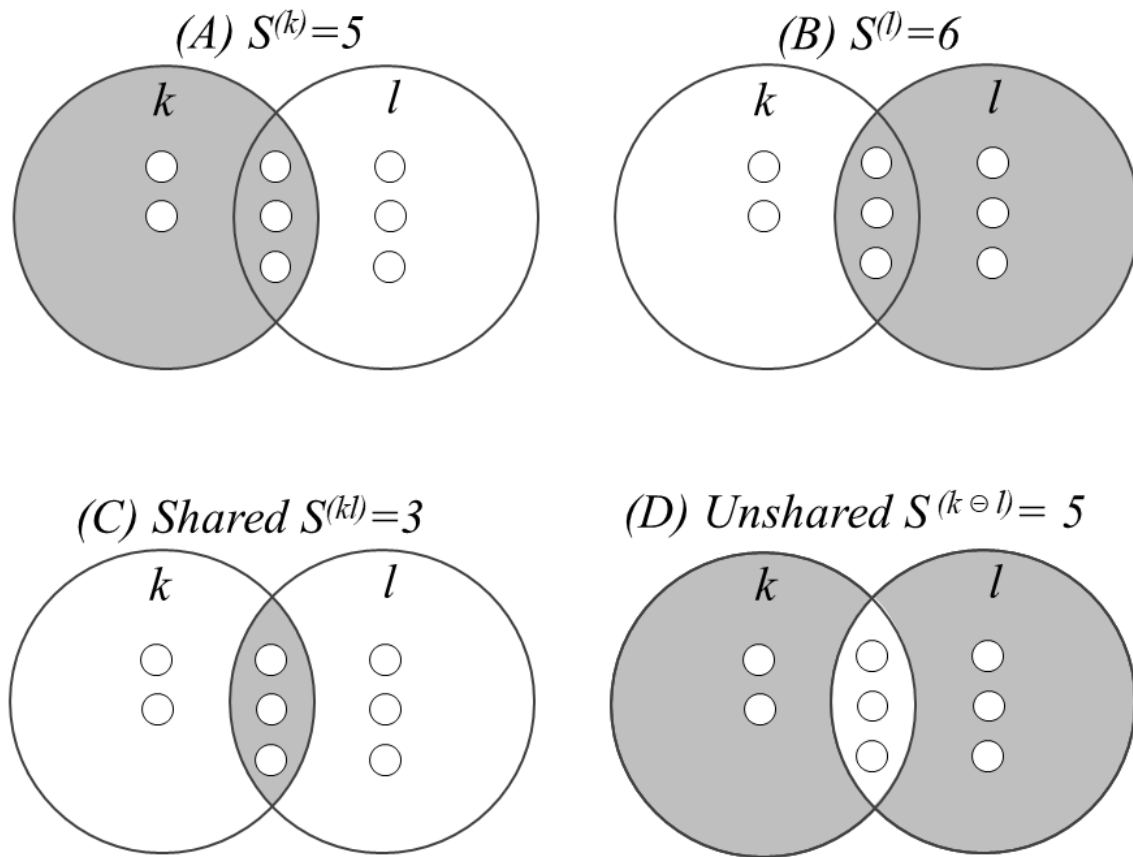 (A) S⁽ᵏ⁾=5
k l
(B) S⁽ˡ⁾=6
k l
(C) Shared S⁽ᵏˡ⁾=3
k l
(D) Unshared S⁽ᵏ ⊖ ˡ⁾= 5
k l